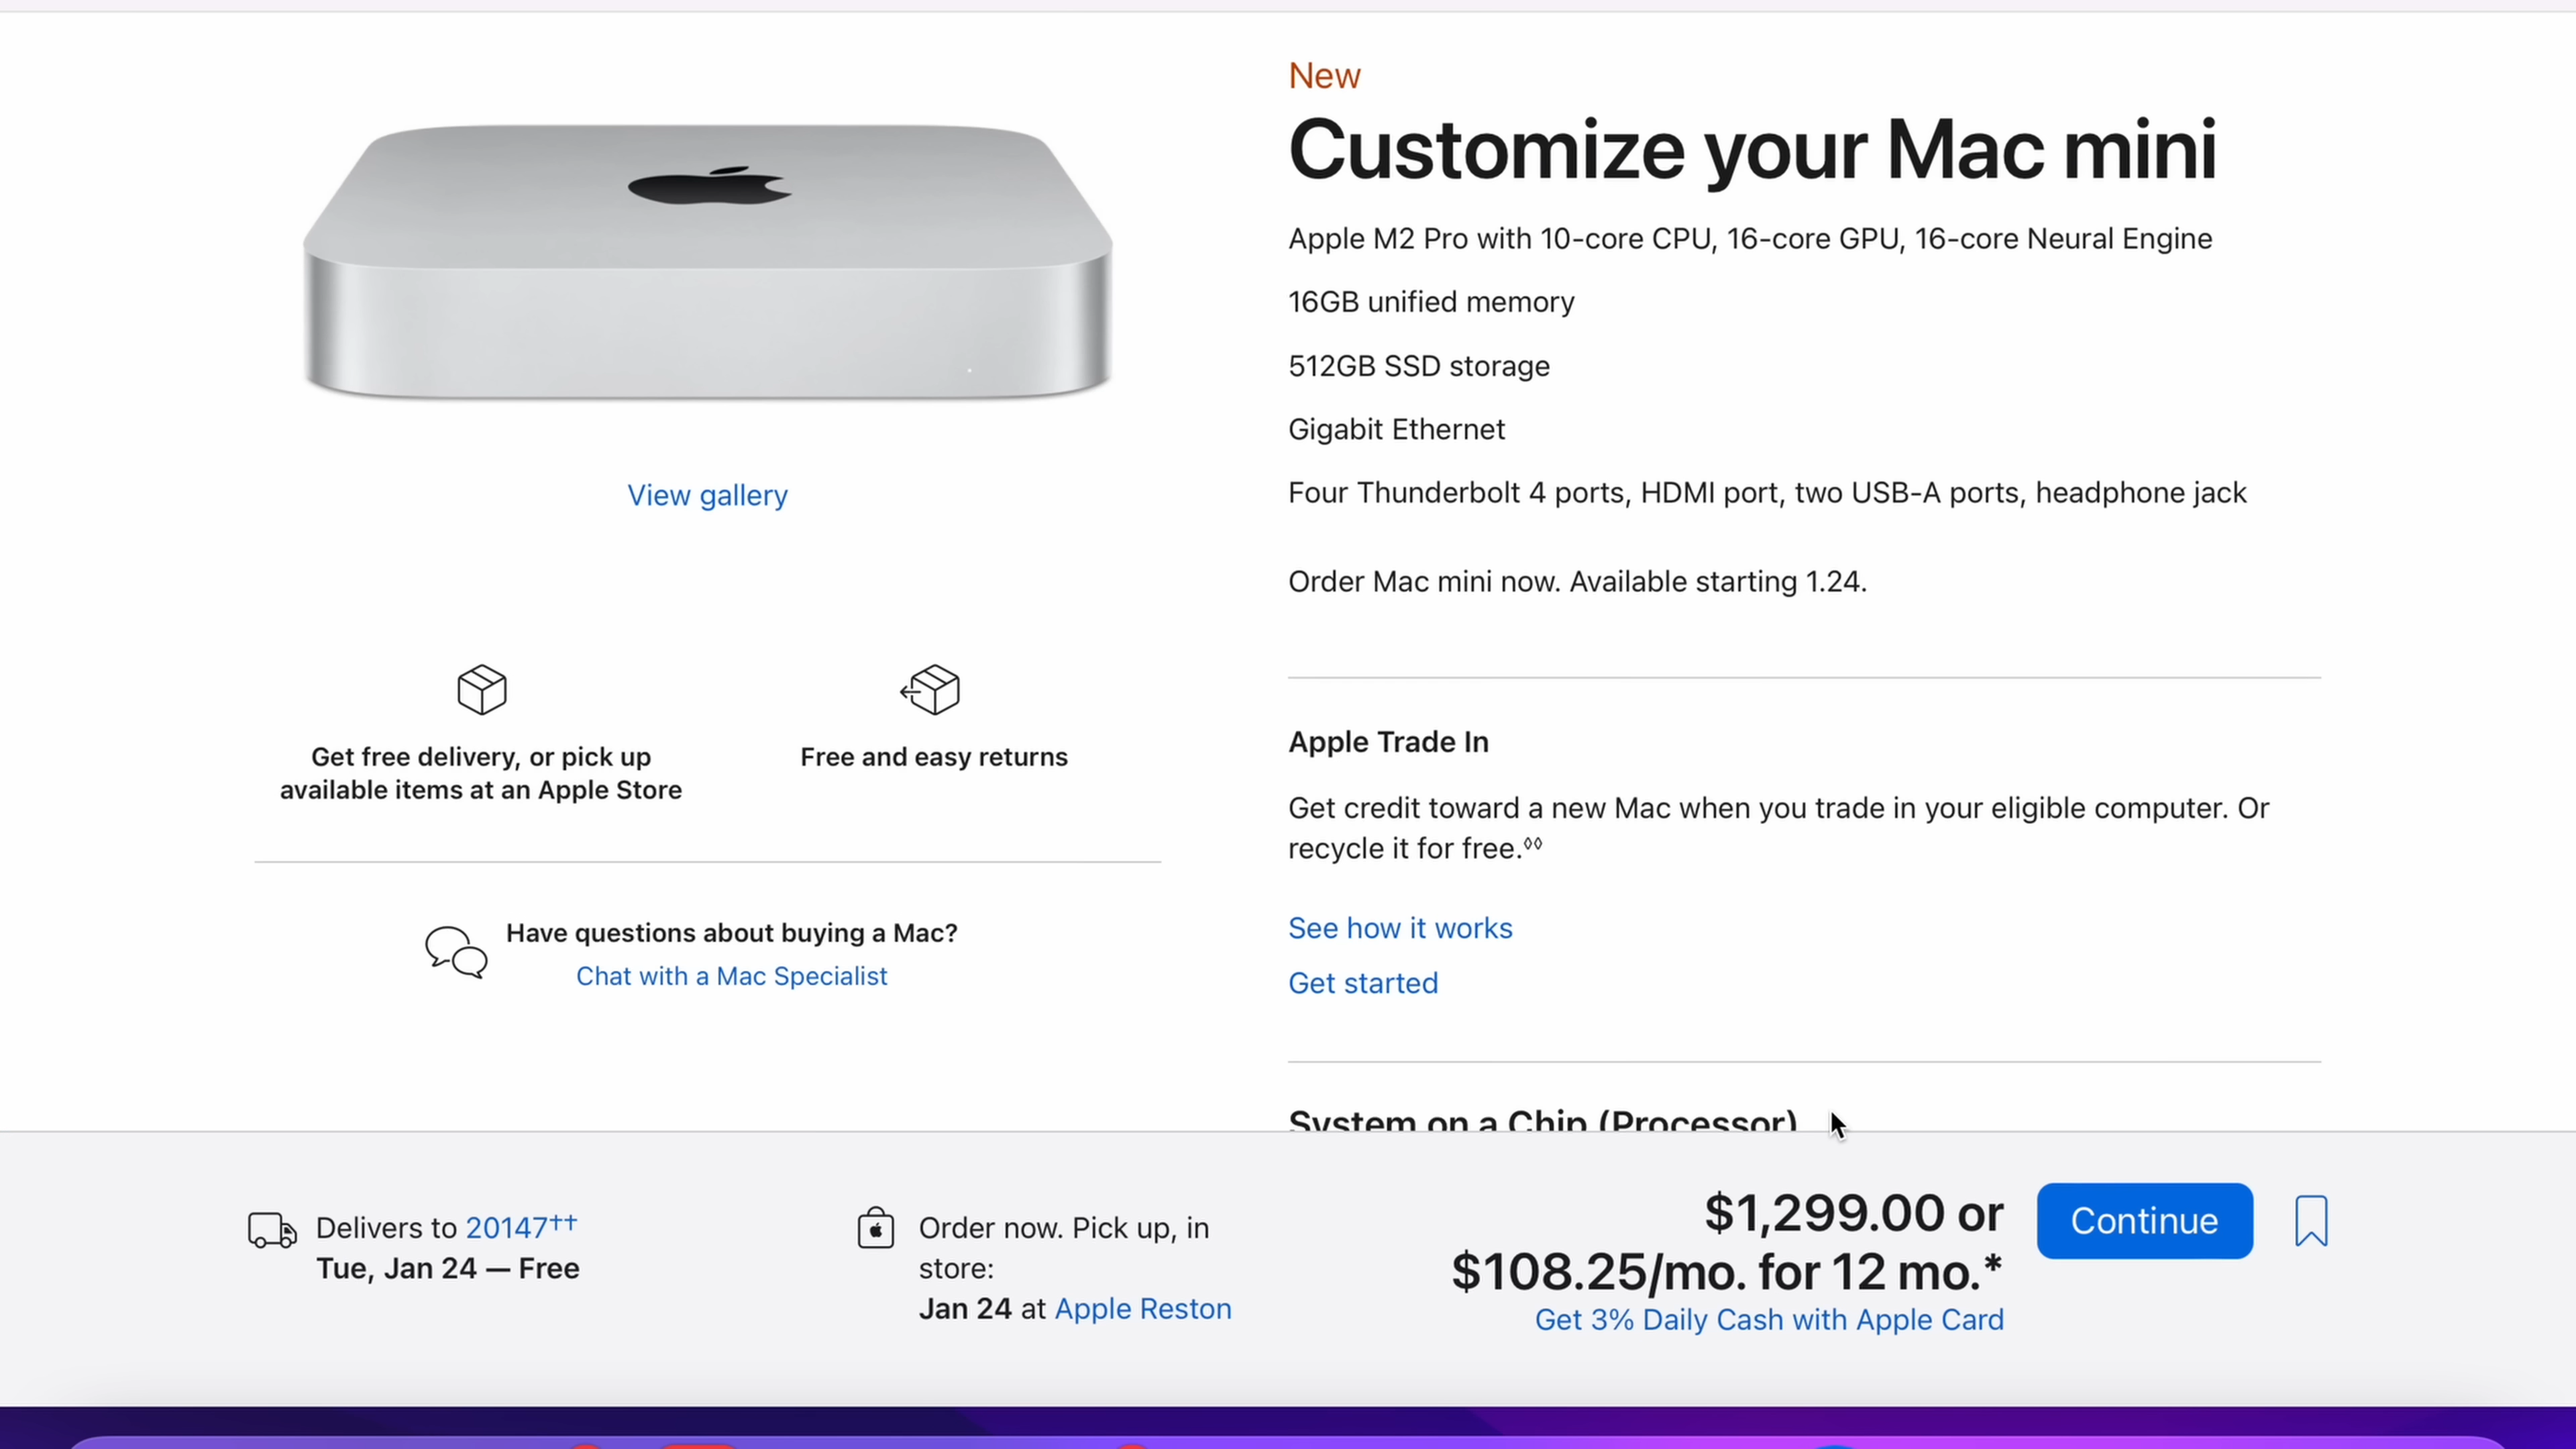 New
Customize your Mac mini
Apple M2 Pro with 10-core CPU, 16-core GPU, 16-core Neural Engine
16GB unified memory
512GB SSD storage
Gigabit Ethernet
Four Thunderbolt 4 ports, HDMI port, two USB-A ports, headphone jack
Order Mac mini now. Available starting 1.24.
View gallery
Get free delivery, or pick up
available items at an Apple Store
Free and easy returns
Have questions about buying a Mac?
Chat with a Mac Specialist
Apple Trade In
Get credit toward a new Mac when you trade in your eligible computer. Or
recycle it for free.◊◊
See how it works
Get started
System on a Chip (Processor)
Delivers to 20147††
Tue, Jan 24 — Free
Order now. Pick up, in
store:
Jan 24 at Apple Reston
$1,299.00 or
$108.25/mo. for 12 mo.*
Get 3% Daily Cash with Apple Card
Continue